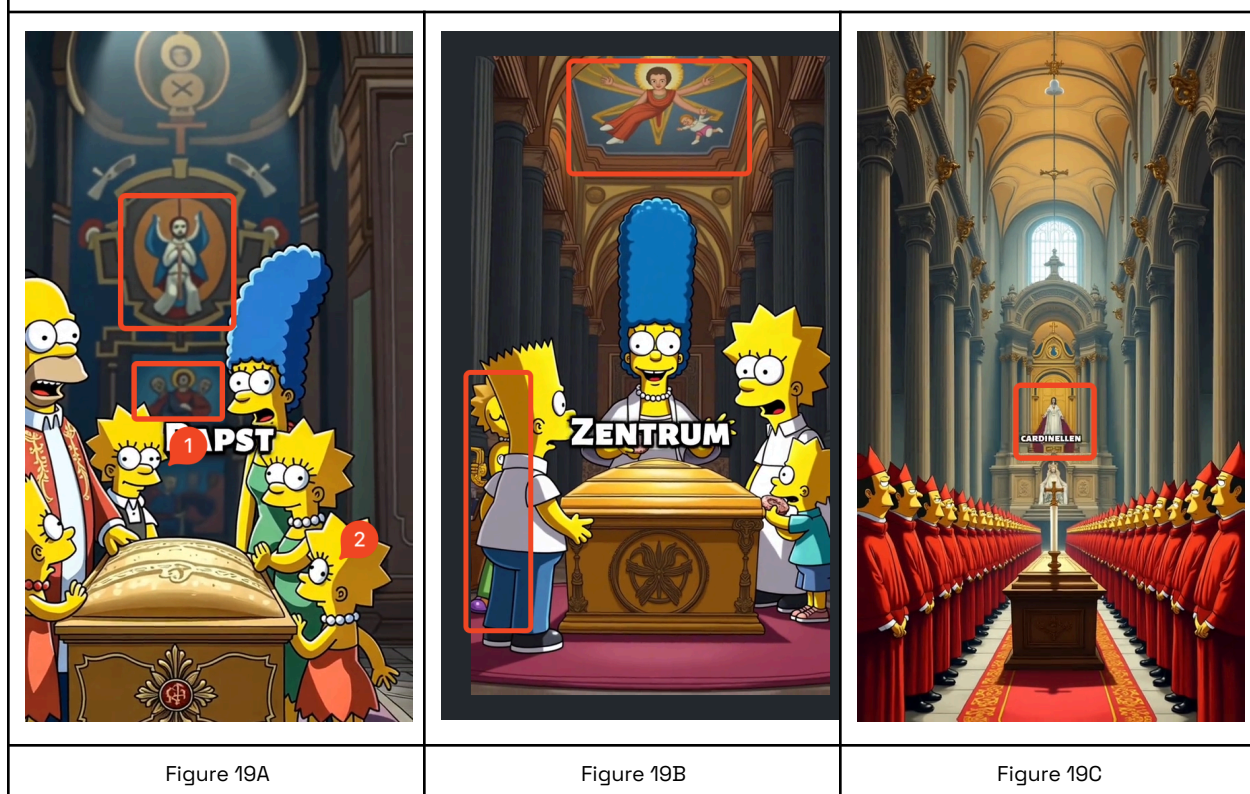 PAPST
1
2
ZENTRUM
CARDINELLEN
Figure 19A
Figure 19B
Figure 19C